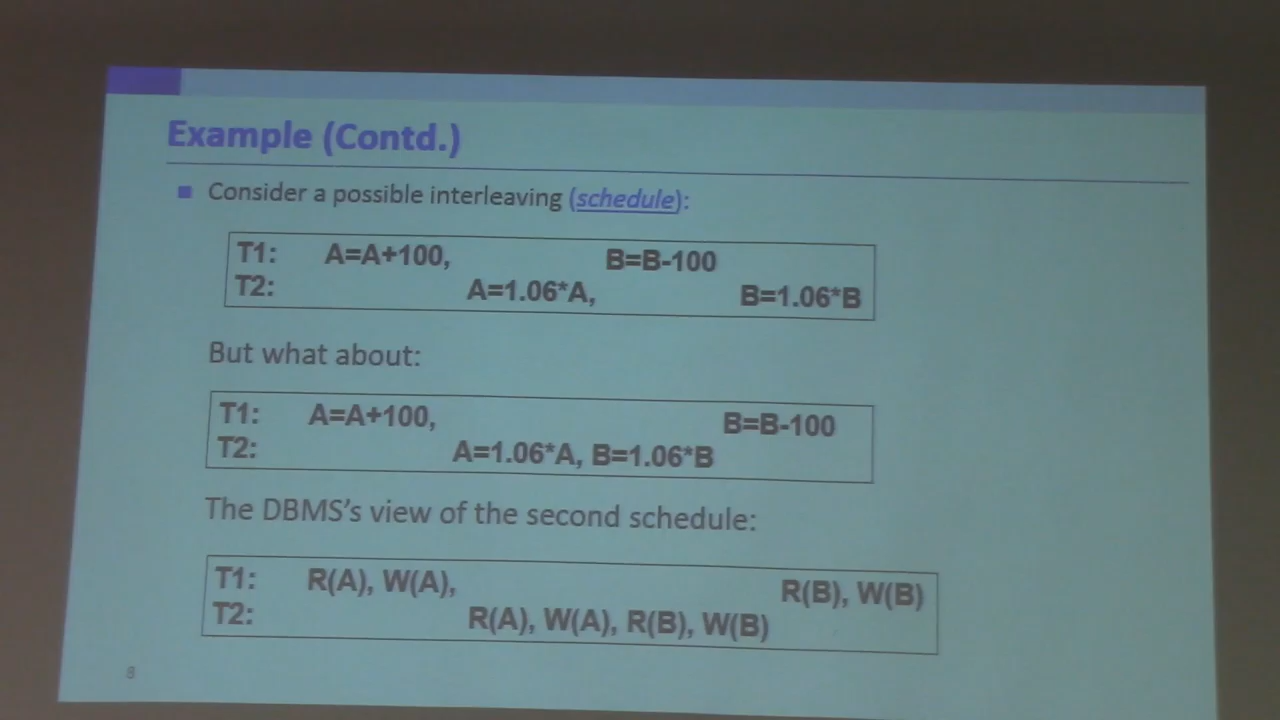 Example (Contd.)
Consider a possible interleaving (schedule):
T1: A=A+100, B=B-100
T2: A=1.06*A, B=1.06*B
But what about:
T1: A=A+100, B=B-100
T2: A=1.06*A, B=1.06*B
The DBMS's view of the second schedule:
T1: R(A), W(A), R(B), W(B)
T2: R(A), W(A), R(B), W(B)
8